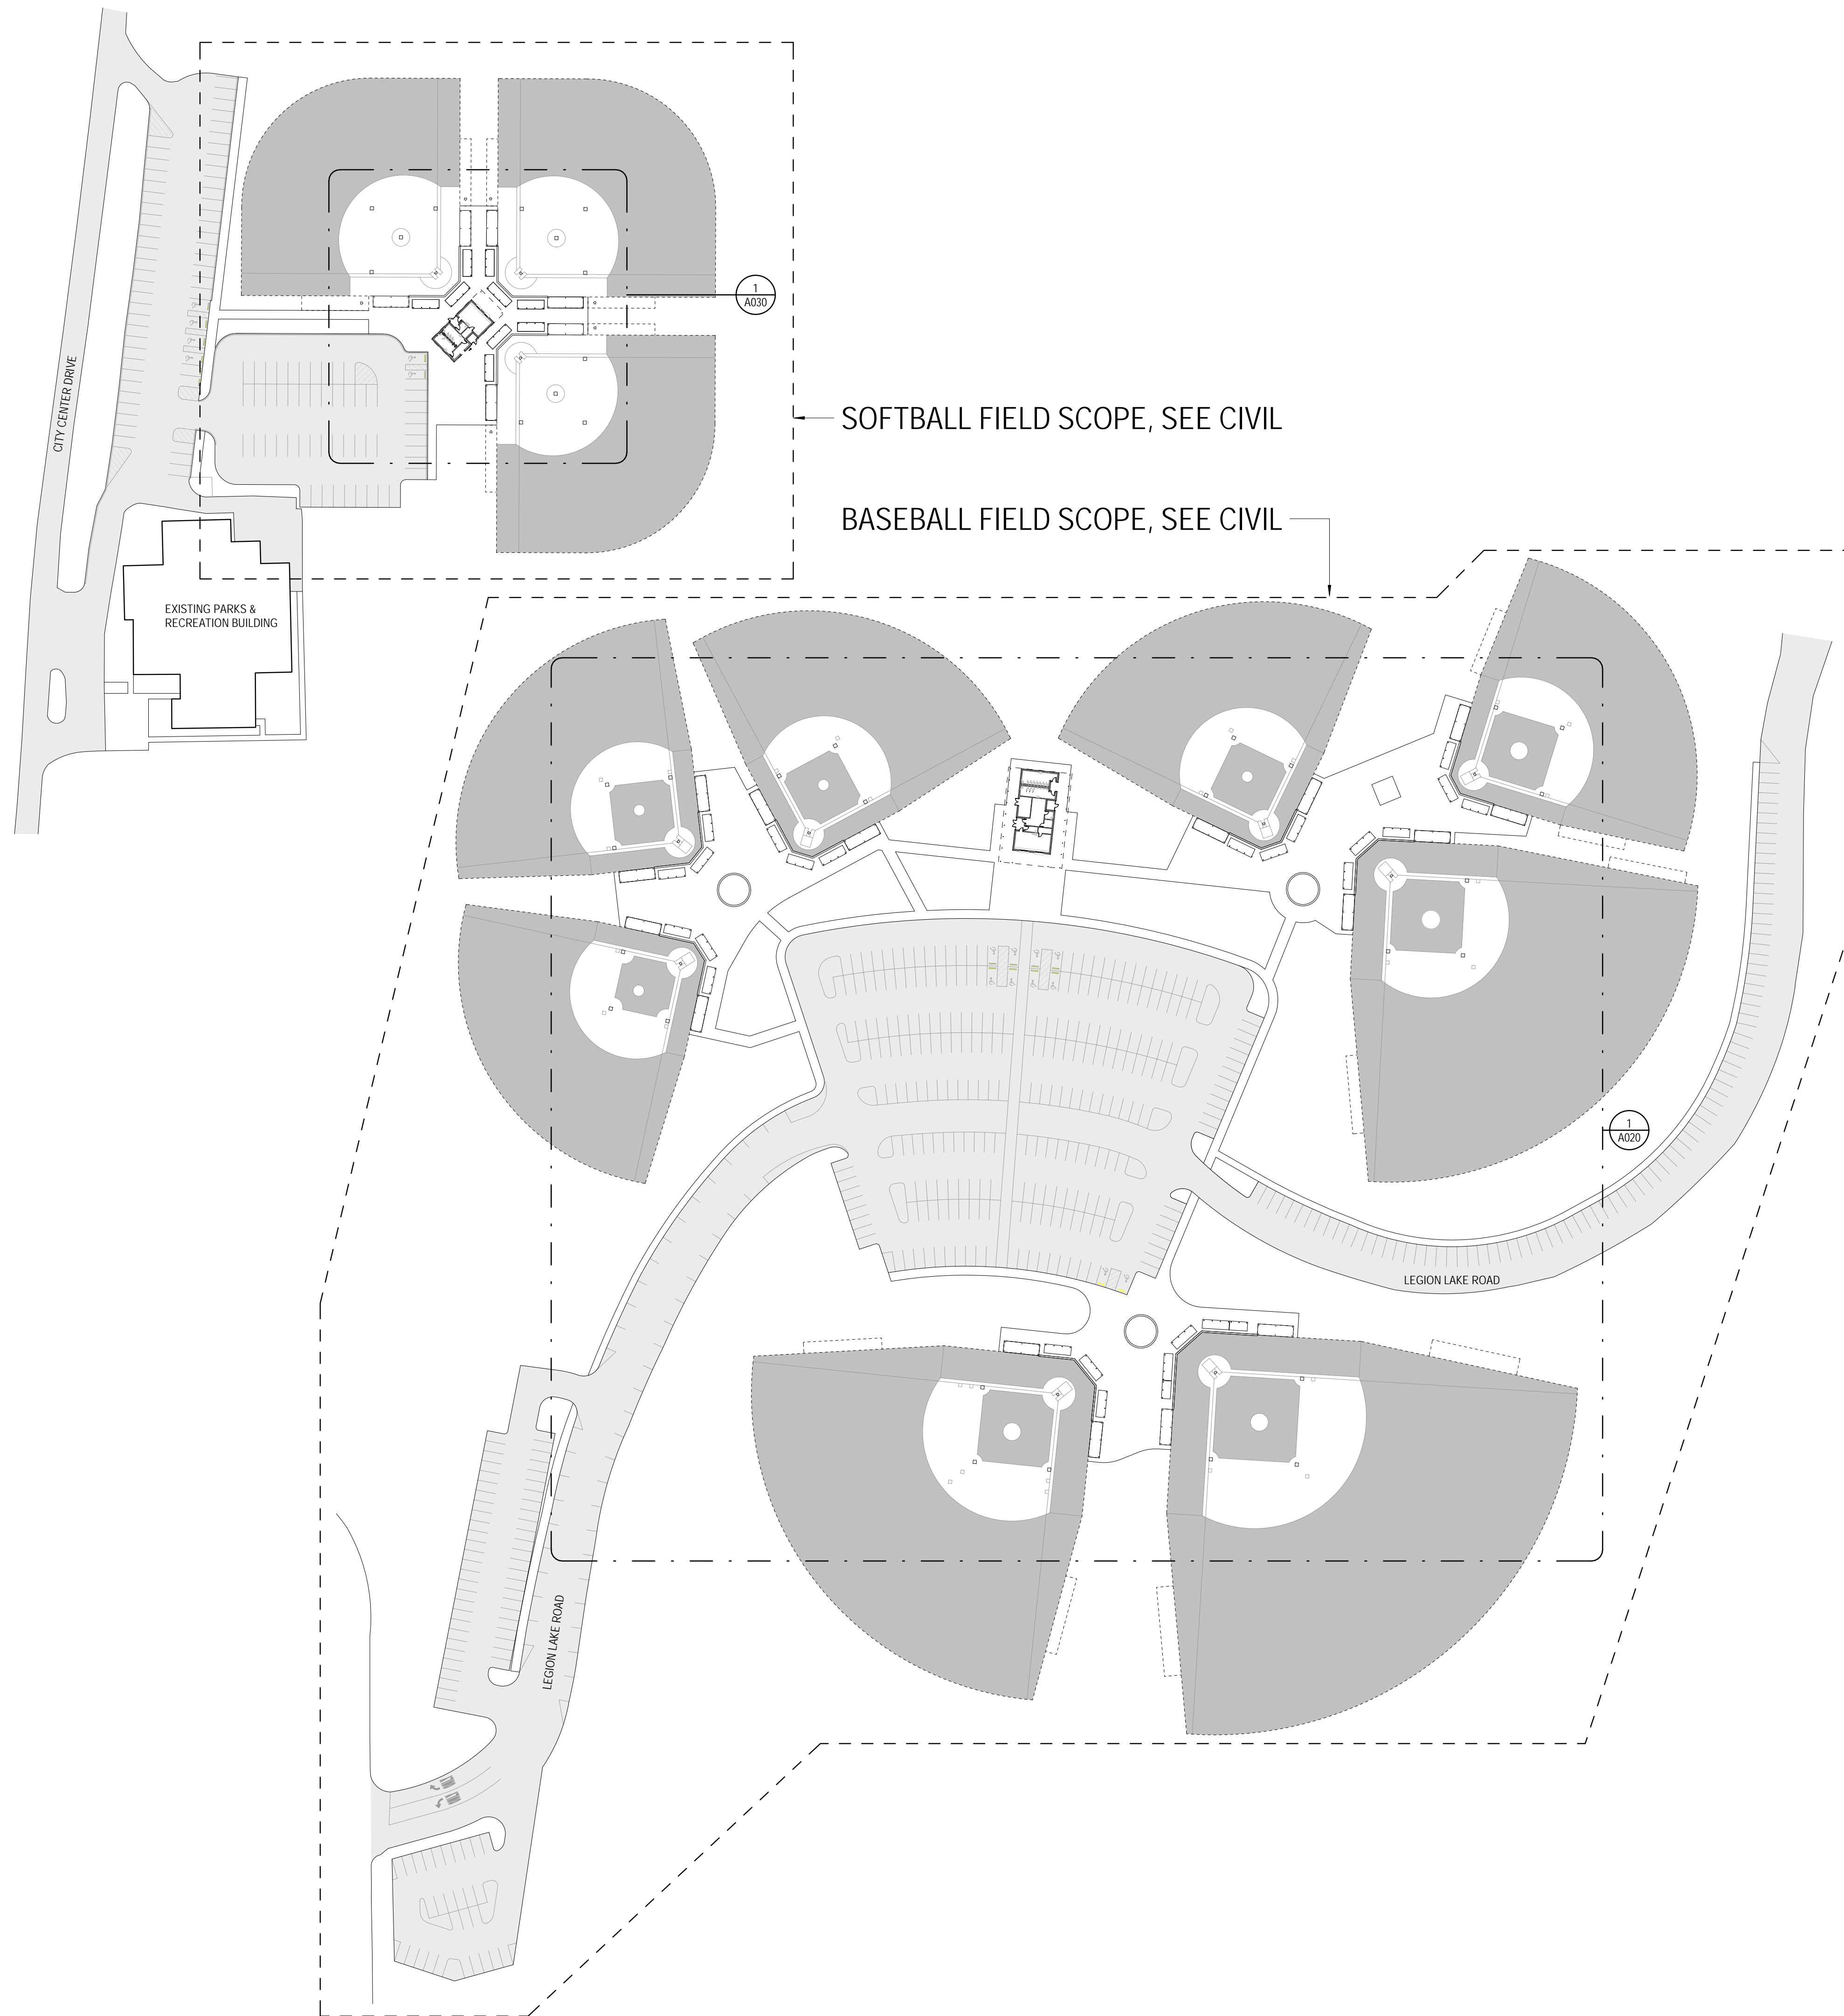 1
A030
CITY CENTER DRIVE
SOFTBALL FIELD SCOPE, SEE CIVIL
BASEBALL FIELD SCOPE, SEE CIVIL
EXISTING PARKS &
RECREATION BUILDING
1
A020
LEGION LAKE ROAD
LEGION LAKE ROAD